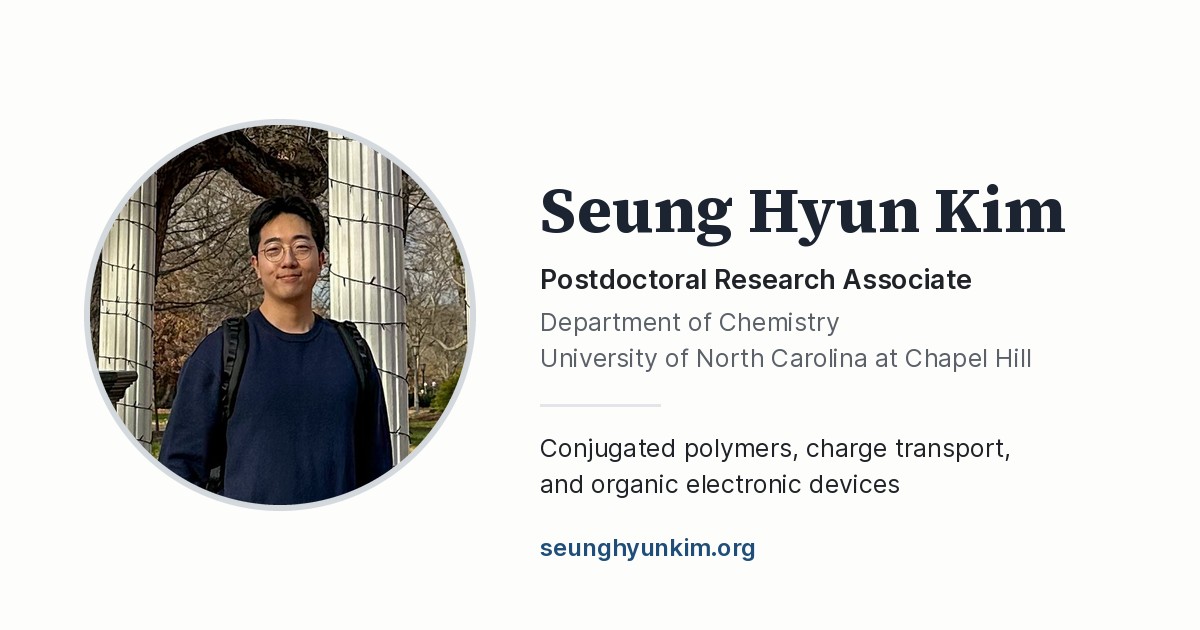 Seung Hyun Kim
Postdoctoral Research Associate
Department of Chemistry
University of North Carolina at Chapel Hill
Conjugated polymers, charge transport,
and organic electronic devices
seunghyunkim.org